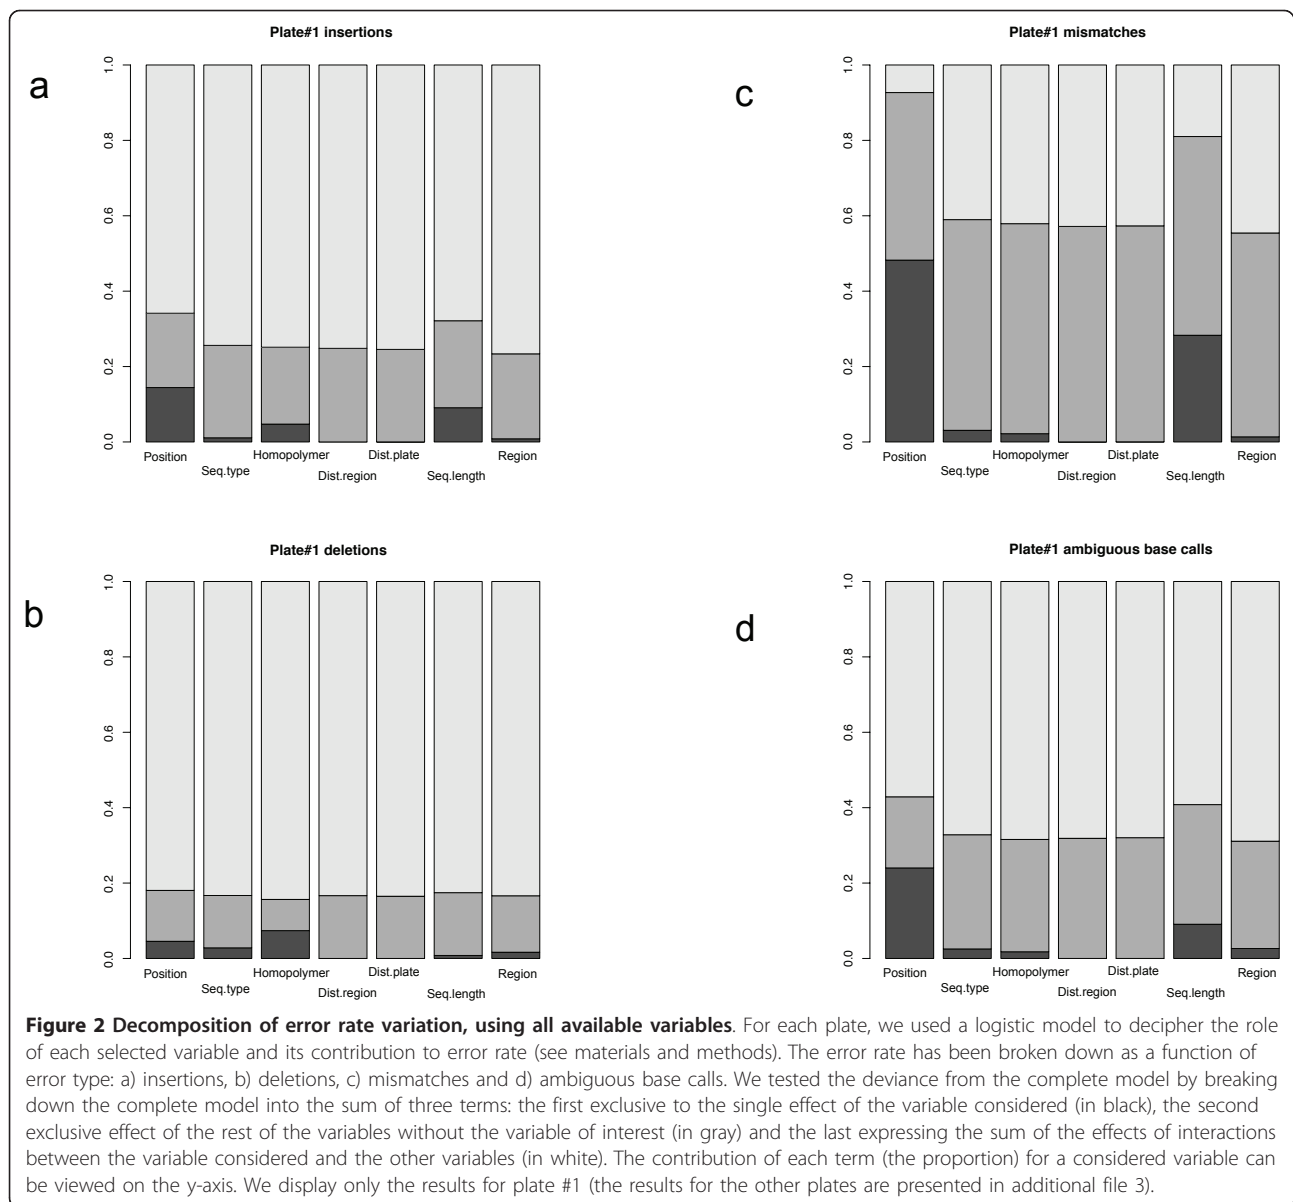 Plate#1 insertions
a
1.0
0.8
0.6
0.4
0.2
0.0
Position
Seq.type
Homopolymer
Dist.region
Dist.plate
Seq.length
Region
Plate#1 mismatches
c
1.0
0.8
0.6
0.4
0.2
0.0
Position
Seq.type
Homopolymer
Dist.region
Dist.plate
Seq.length
Region
Plate#1 deletions
b
1.0
0.8
0.6
0.4
0.2
0.0
Position
Seq.type
Homopolymer
Dist.region
Dist.plate
Seq.length
Region
Plate#1 ambiguous base calls
d
1.0
0.8
0.6
0.4
0.2
0.0
Position
Seq.type
Homopolymer
Dist.region
Dist.plate
Seq.length
Region
Figure 2 Decomposition of error rate variation, using all available variables. For each plate, we used a logistic model to decipher the role
of each selected variable and its contribution to error rate (see materials and methods). The error rate has been broken down as a function of
error type: a) insertions, b) deletions, c) mismatches and d) ambiguous base calls. We tested the deviance from the complete model by breaking
down the complete model into the sum of three terms: the first exclusive to the single effect of the variable considered (in black), the second
exclusive effect of the rest of the variables without the variable of interest (in gray) and the last expressing the sum of the effects of interactions
between the variable considered and the other variables (in white). The contribution of each term (the proportion) for a considered variable can
be viewed on the y-axis. We display only the results for plate #1 (the results for the other plates are presented in additional file 3).